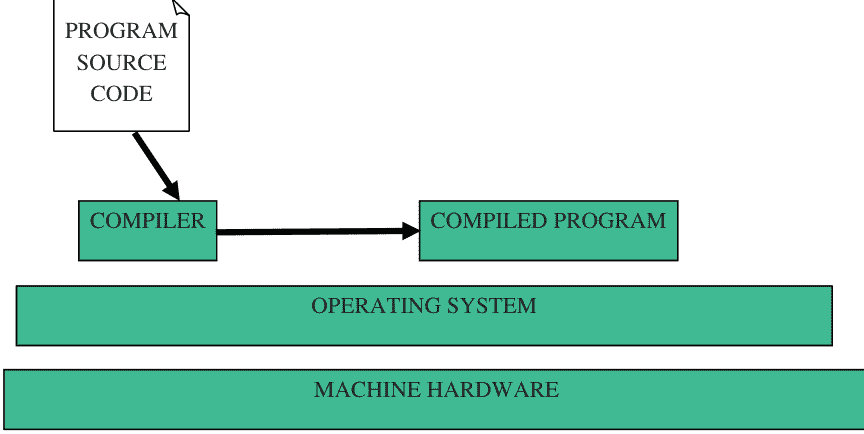 PROGRAM
SOURCE
CODE
COMPILER
COMPILED PROGRAM
OPERATING SYSTEM
MACHINE HARDWARE